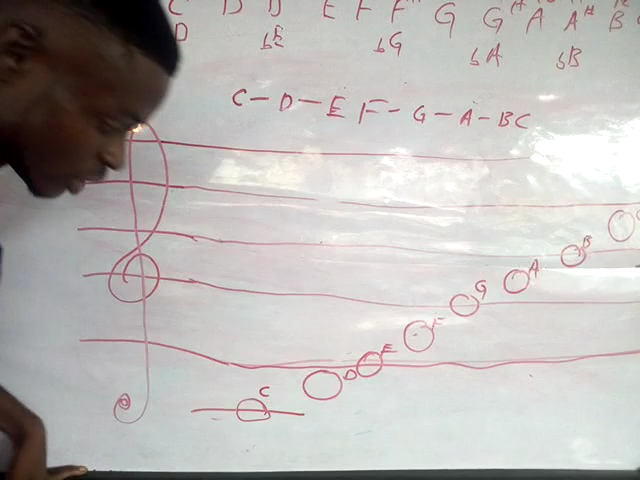 C D D E F F# G G# A A# B
D bE bG bA bB
C - D - E F - G - A - B C
C D E F G A B